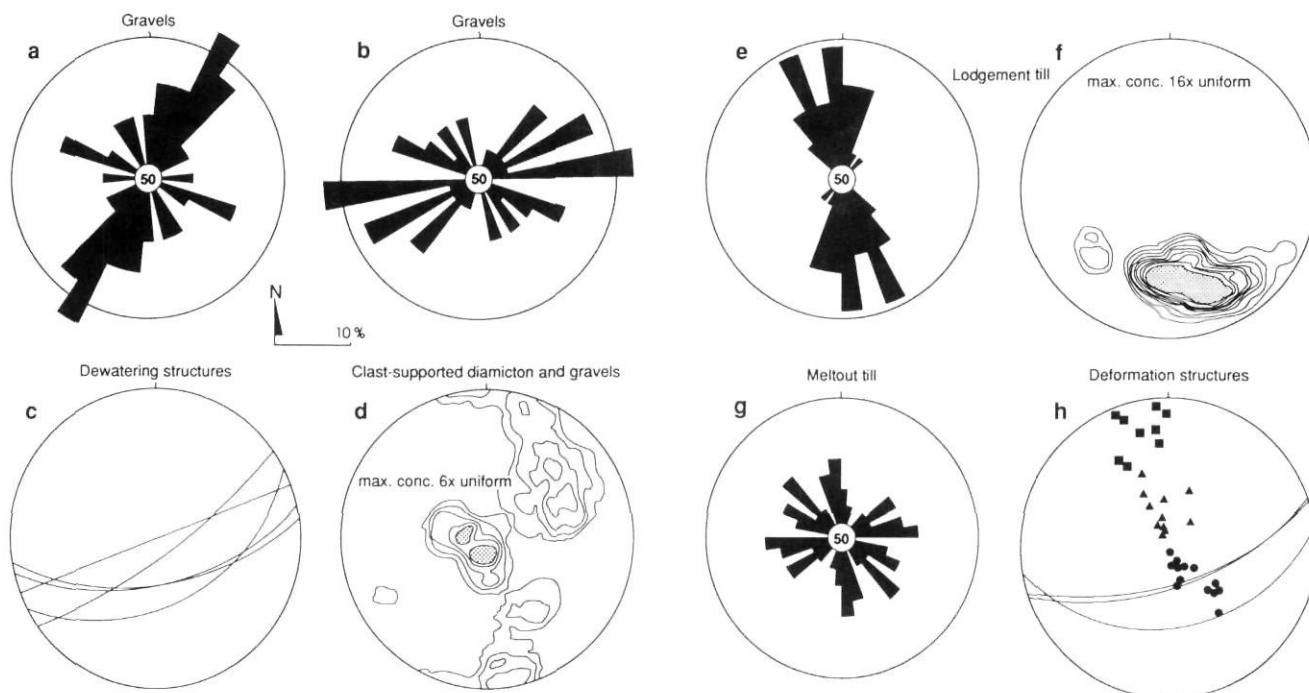 Gravels
a
50
Gravels
b
50
N
10 %
e
50
Lodgement till
f
max. conc. 16x uniform
Dewatering structures
c
Clast-supported diamicton and gravels
d
max. conc. 6x uniform
Meltout till
g
50
Deformation structures
h